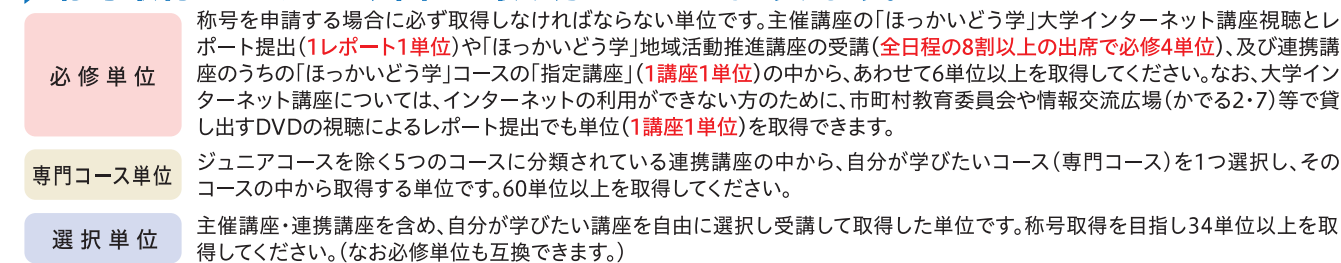 必修単位
称号を申請する場合に必ず取得しなければならない単位です。主催講座の「ほっかいどう学」大学インターネット講座視聴とレ
ポート提出(1レポート1単位)や「ほっかいどう学」地域活動推進講座の受講(全日程の8割以上の出席で必修4単位)、及び連携講
座のうちの「ほっかいどう学」コースの「指定講座」(1講座1単位)の中から、あわせて6単位以上を取得してください。なお、大学イン
ターネット講座については、インターネットの利用ができない方のために、市町村教育委員会や情報交流広場(かでる2・7)等で貸
し出すDVDの視聴によるレポート提出でも単位(1講座1単位)を取得できます。
専門コース単位
ジュニアコースを除く5つのコースに分類されている連携講座の中から、自分が学びたいコース(専門コース)を1つ選択し、その
コースの中から取得する単位です。60単位以上を取得してください。
選択単位
主催講座・連携講座を含め、自分が学びたい講座を自由に選択し受講して取得した単位です。称号取得を目指し34単位以上を取
得してください。(なお必修単位も互換できます。)